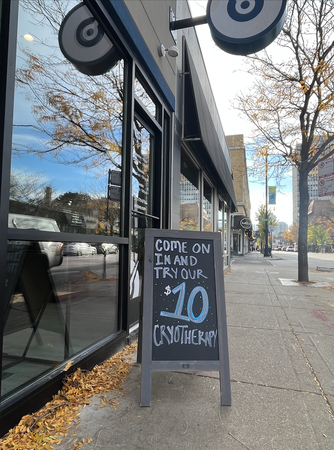 COME ON
IN AND
TRY OUR
$10
CRYOTHERAPY